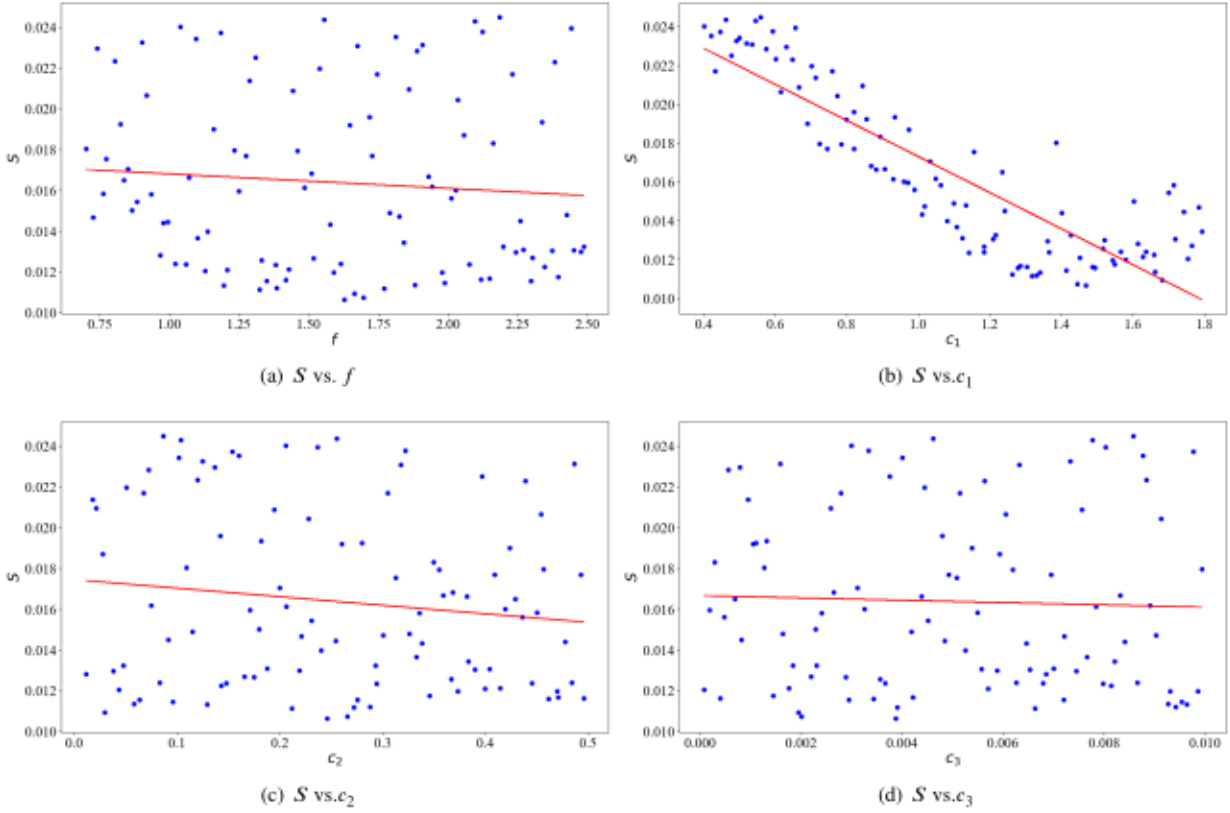 0.024
0.022
0.020
0.018
0.016
0.014
0.012
0.010
S
0.75 1.00 1.25 1.50 1.75 2.00 2.25 2.50
f
(a) S vs. f
0.024
0.022
0.020
0.018
0.016
0.014
0.012
0.010
S
0.4 0.6 0.8 1.0 1.2 1.4 1.6 1.8
c₁
(b) S vs.c₁
0.024
0.022
0.020
0.018
0.016
0.014
0.012
0.010
S
0.0 0.1 0.2 0.3 0.4 0.5
c₂
(c) S vs.c₂
0.024
0.022
0.020
0.018
0.016
0.014
0.012
0.010
S
0.000 0.002 0.004 0.006 0.008 0.010
c₃
(d) S vs.c₃